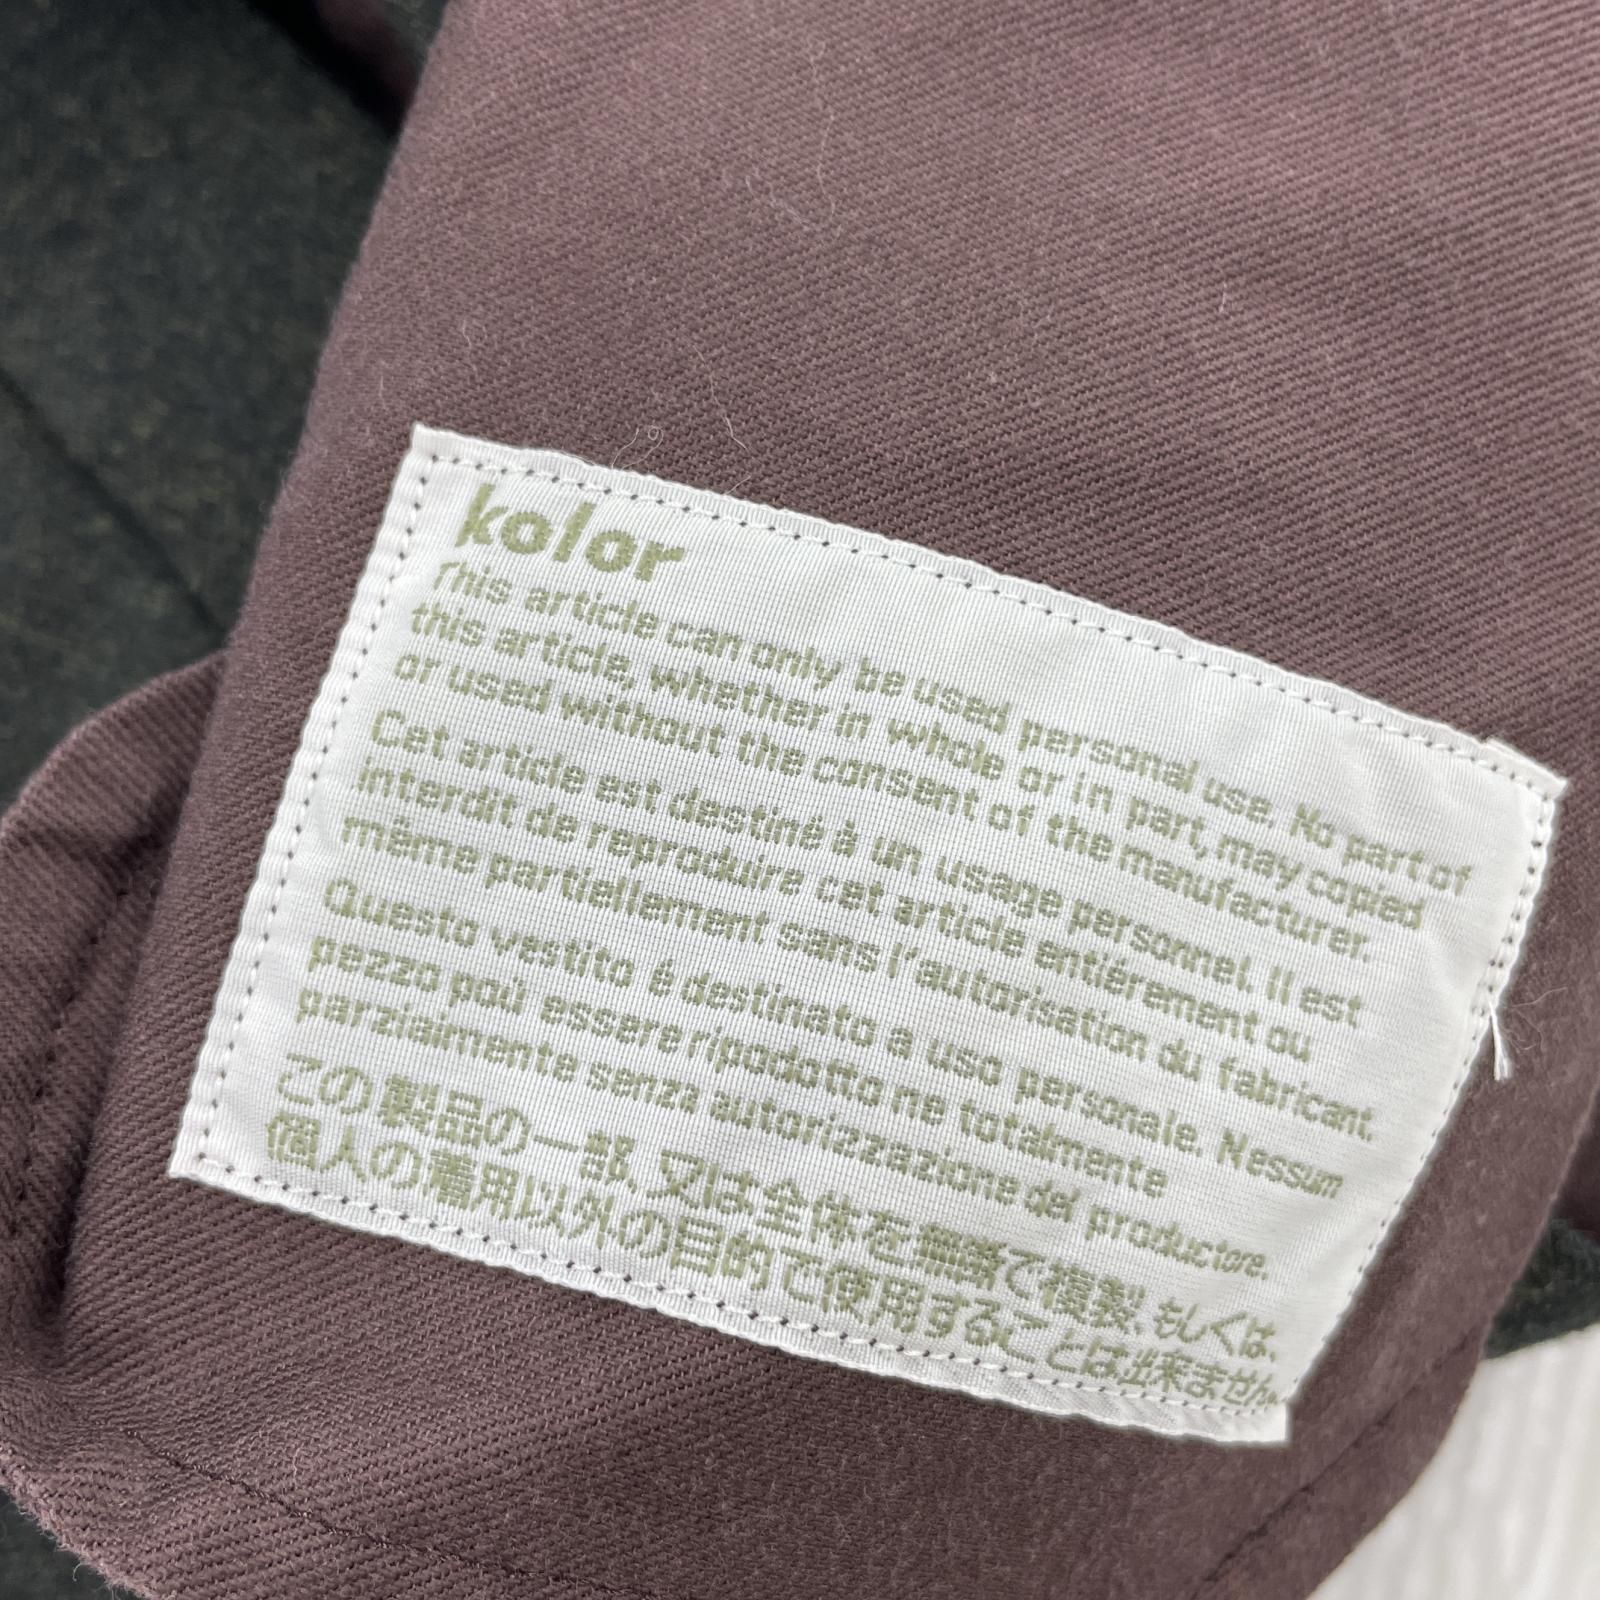 kolor
This article can only be used personal use. No part of
this article, whether in whole or in part, may copied
or used without the consent of the manufacturer.
Cet article est destiné à un usage personnel. Il est
interdit de reproduire cet article entièrement ou
même partiellement sans l'autorisation du fabricant.
Questo vestito é destinato a uso personale. Nessum
pezzo poù essere ripodotto ne totalmente
parziaimente senza autorizzazione del productore.
この製品の一部、又は全体を無断で複製、もしくは、
個人の着用以外の目的で使用することは出来ません。